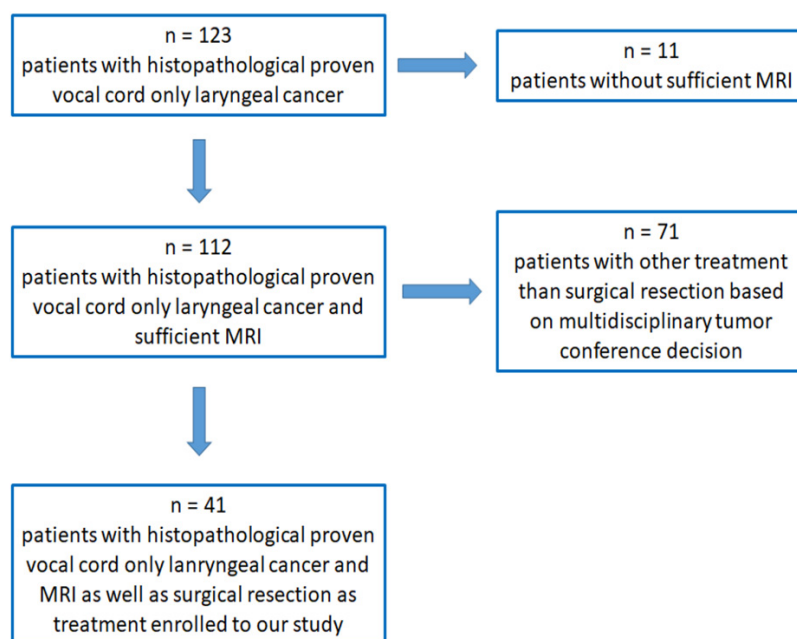 n = 123
patients with histopathological proven
vocal cord only laryngeal cancer
n = 11
patients without sufficient MRI
n = 112
patients with histopathological proven
vocal cord only laryngeal cancer and
sufficient MRI
n = 71
patients with other treatment
than surgical resection based
on multidisciplinary tumor
conference decision
n = 41
patients with histopathological proven
vocal cord only lanryngeal cancer and
MRI as well as surgical resection as
treatment enrolled to our study